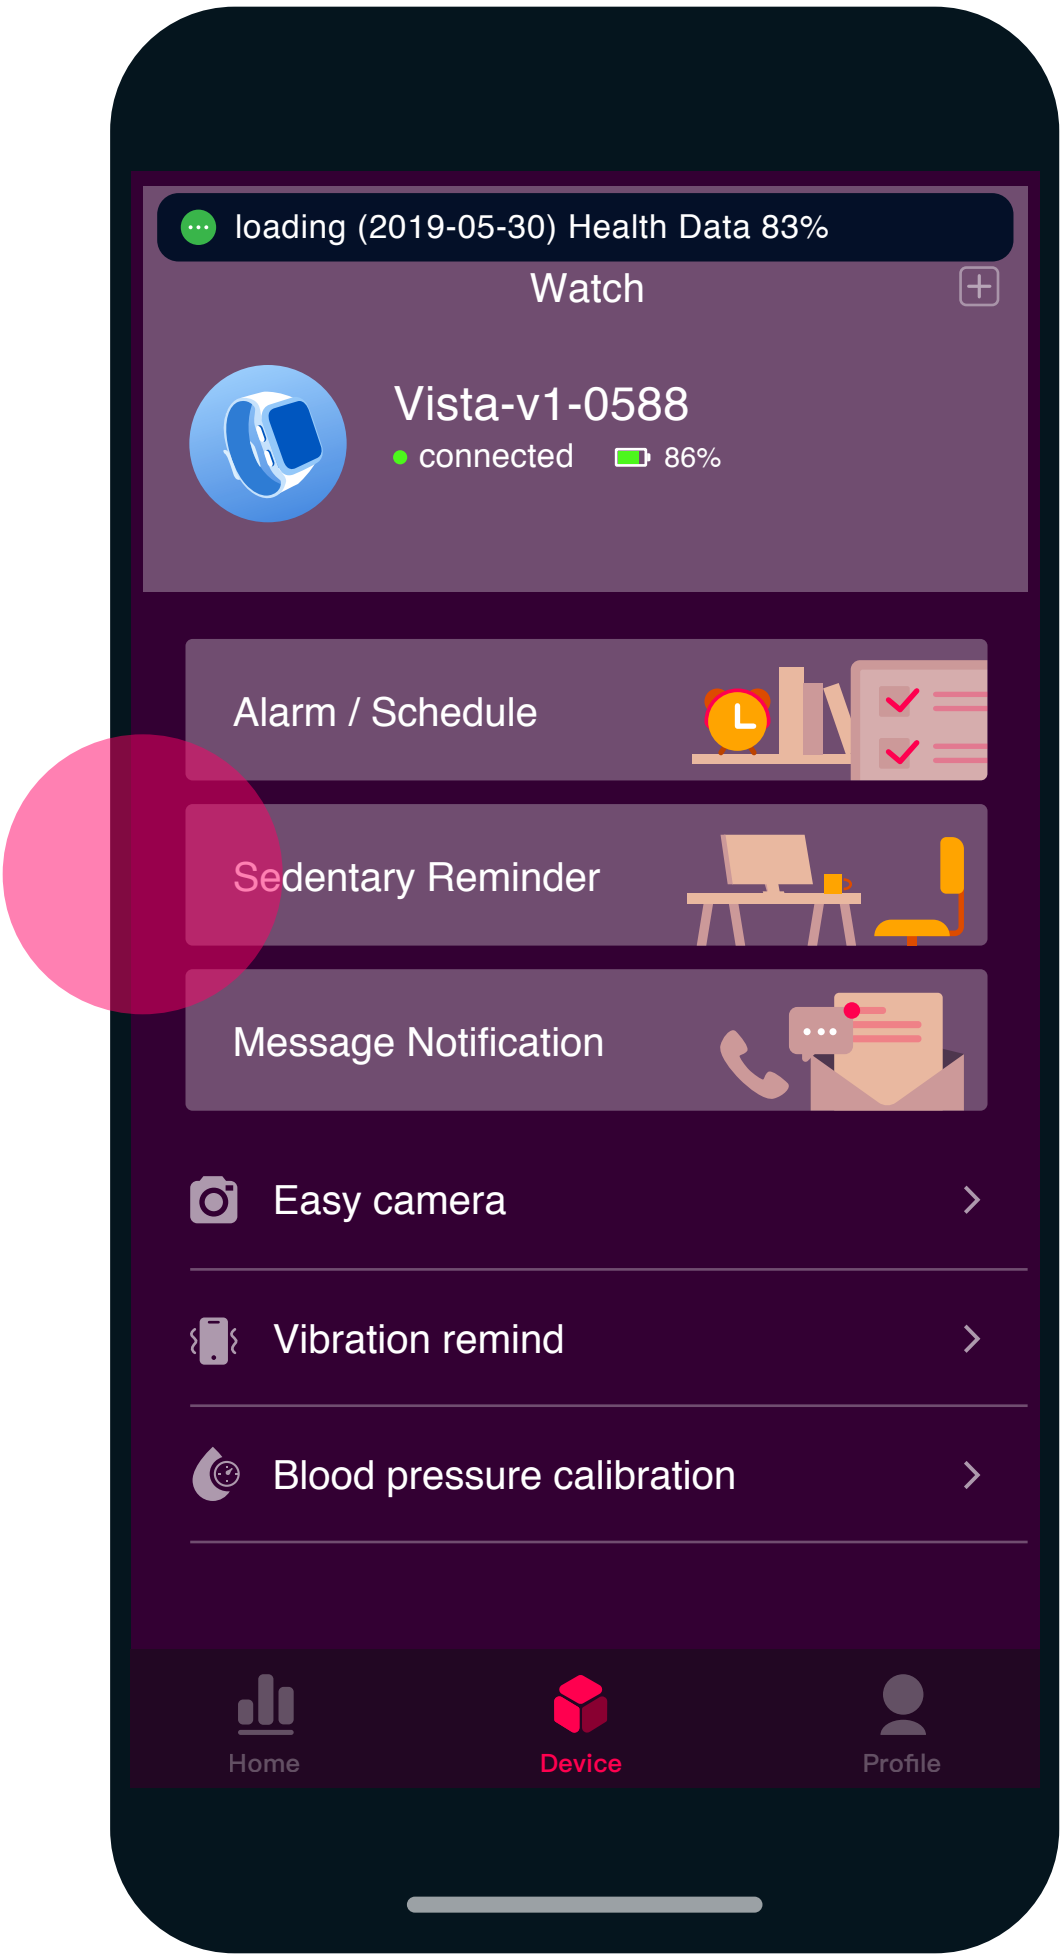 loading (2019-05-30) Health Data 83%
Watch
Vista-v1-0588
connected 86%
Alarm / Schedule
Sedentary Reminder
Message Notification
Easy camera
Vibration remind
Blood pressure calibration
Home Device Profile